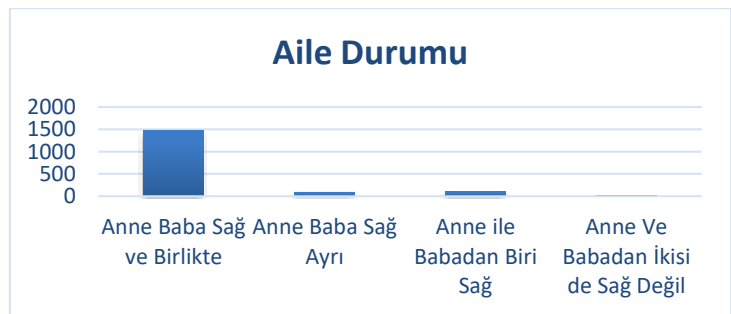 Aile Durumu
2000
1500
1000
500
0
Anne Baba Sağ ve Birlikte
Anne Baba Sağ Ayrı
Anne ile Babadan Biri Sağ
Anne Ve Babadan İkisi de Sağ Değil